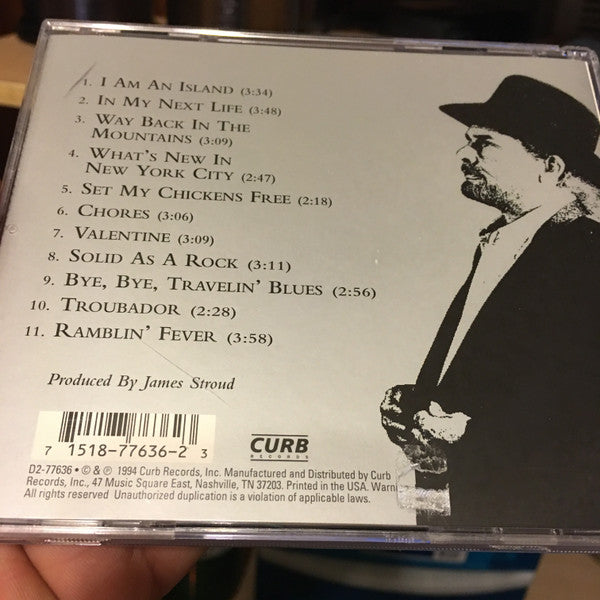 1. I Am An Island (3:34)
2. In My Next Life (3:48)
3. Way Back In The
Mountains (3:09)
4. What's New In
New York City (2:47)
5. Set My Chickens Free (2:18)
6. Chores (3:06)
7. Valentine (3:09)
8. Solid As A Rock (3:11)
9. Bye, Bye, Travelin' Blues (2:56)
10. Troubador (2:28)
11. Ramblin' Fever (3:58)
Produced By James Stroud
7 1518-77636-2 3
CURB
RECORDS
D2-77636 • © & ℗ 1994 Curb Records, Inc. Manufactured and Distributed by Curb
Records, Inc., 47 Music Square East, Nashville, TN 37203. Printed in the USA. Warni
All rights reserved Unauthorized duplication is a violation of applicable laws.